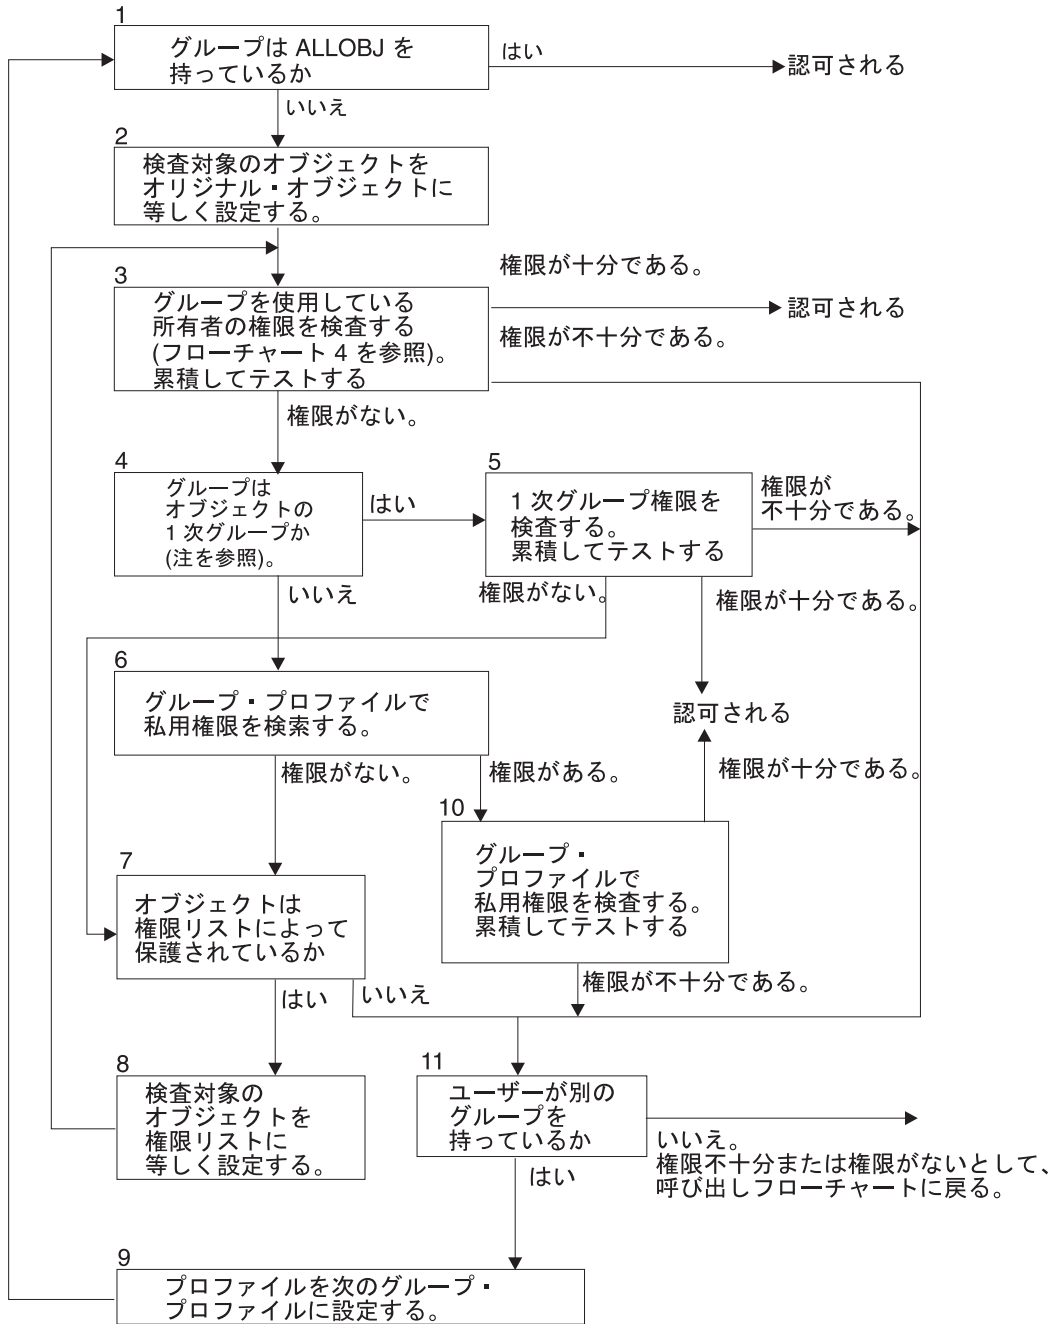 1
グループは ALLOBJ を
持っているか
はい
認可される
いいえ
2
検査対象のオブジェクトを
オリジナル・オブジェクトに
等しく設定する。
権限が十分である。
3
グループを使用している
所有者の権限を検査する
(フローチャート 4 を参照)。
累積してテストする
認可される
権限が不十分である。
権限がない。
4
グループは
オブジェクトの
1 次グループか
(注を参照)。
はい
5
1 次グループ権限を
検査する。
累積してテストする
権限が
不十分である。
いいえ
権限がない。
権限が十分である。
6
グループ・プロファイルで
私用権限を検索する。
認可される
権限がない。
権限がある。
権限が十分である。
10
グループ・
プロファイルで
私用権限を検査する。
累積してテストする
7
オブジェクトは
権限リストによって
保護されているか
権限が不十分である。
はい
いいえ
8
検査対象の
オブジェクトを
権限リストに
等しく設定する。
11
ユーザーが別の
グループを
持っているか
いいえ。
権限不十分または権限がないとして、
呼び出しフローチャートに戻る。
はい
9
プロファイルを次のグループ・
プロファイルに設定する。